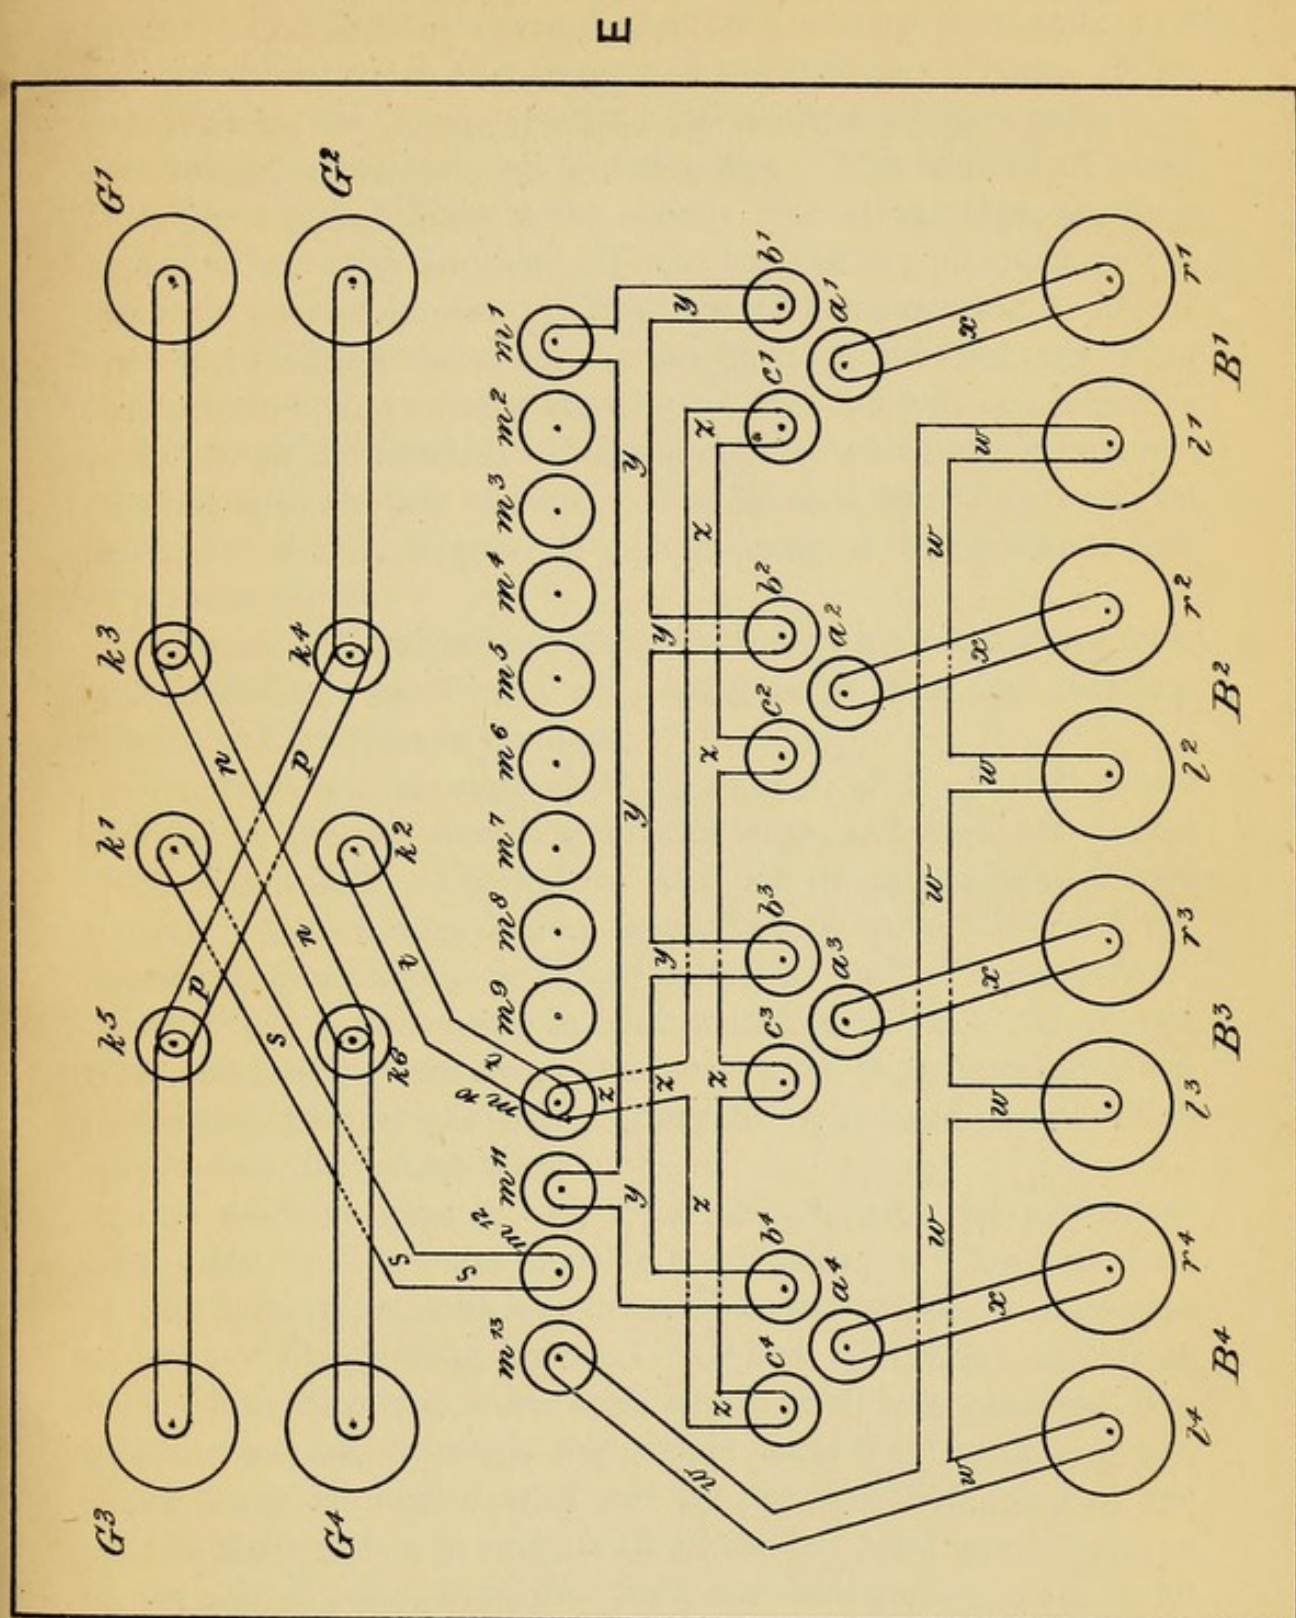 E
G³ k⁵ k¹ k³ G¹
p n
s n p
G⁴ k⁶ k² k⁴ G²
s v
s v
m¹³ m¹² m¹¹ m¹⁰ m⁹ m⁸ m⁷ m⁶ m⁵ m⁴ m³ m² m¹
z
y y y
z y y y
w z z z z z z
c⁴ b⁴ c³ b³ c² b² c¹ b¹
a⁴ a³ a² a¹
w w w
w x w x w x w x
l⁴ r⁴ l³ r³ l² r² l¹ r¹
B⁴ B³ B² B¹